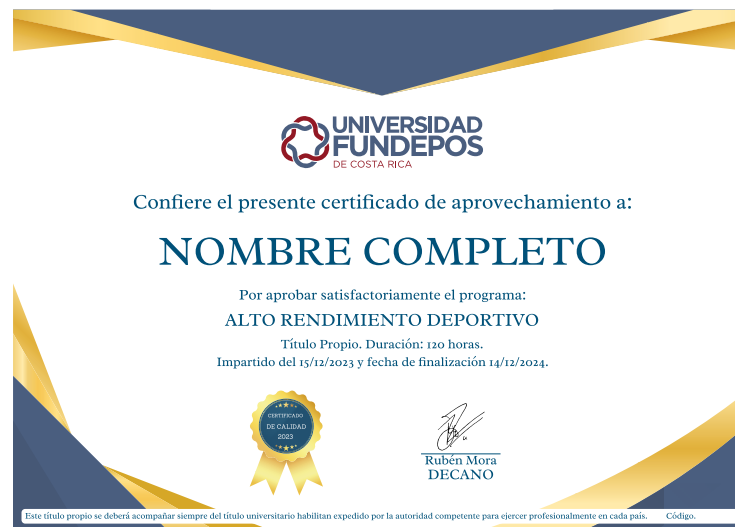 UNIVERSIDAD
FUNDEPOS
DE COSTA RICA
Confiere el presente certificado de aprovechamiento a:
NOMBRE COMPLETO
Por aprobar satisfactoriamente el programa:
ALTO RENDIMIENTO DEPORTIVO
Título Propio. Duración: 120 horas.
Impartido del 15/12/2023 y fecha de finalización 14/12/2024.
CERTIFICADO
DE CALIDAD
2023
Rubén Mora
DECANO
Este título propio se deberá acompañar siempre del título universitario habilitan expedido por la autoridad competente para ejercer profesionalmente en cada país. Código.